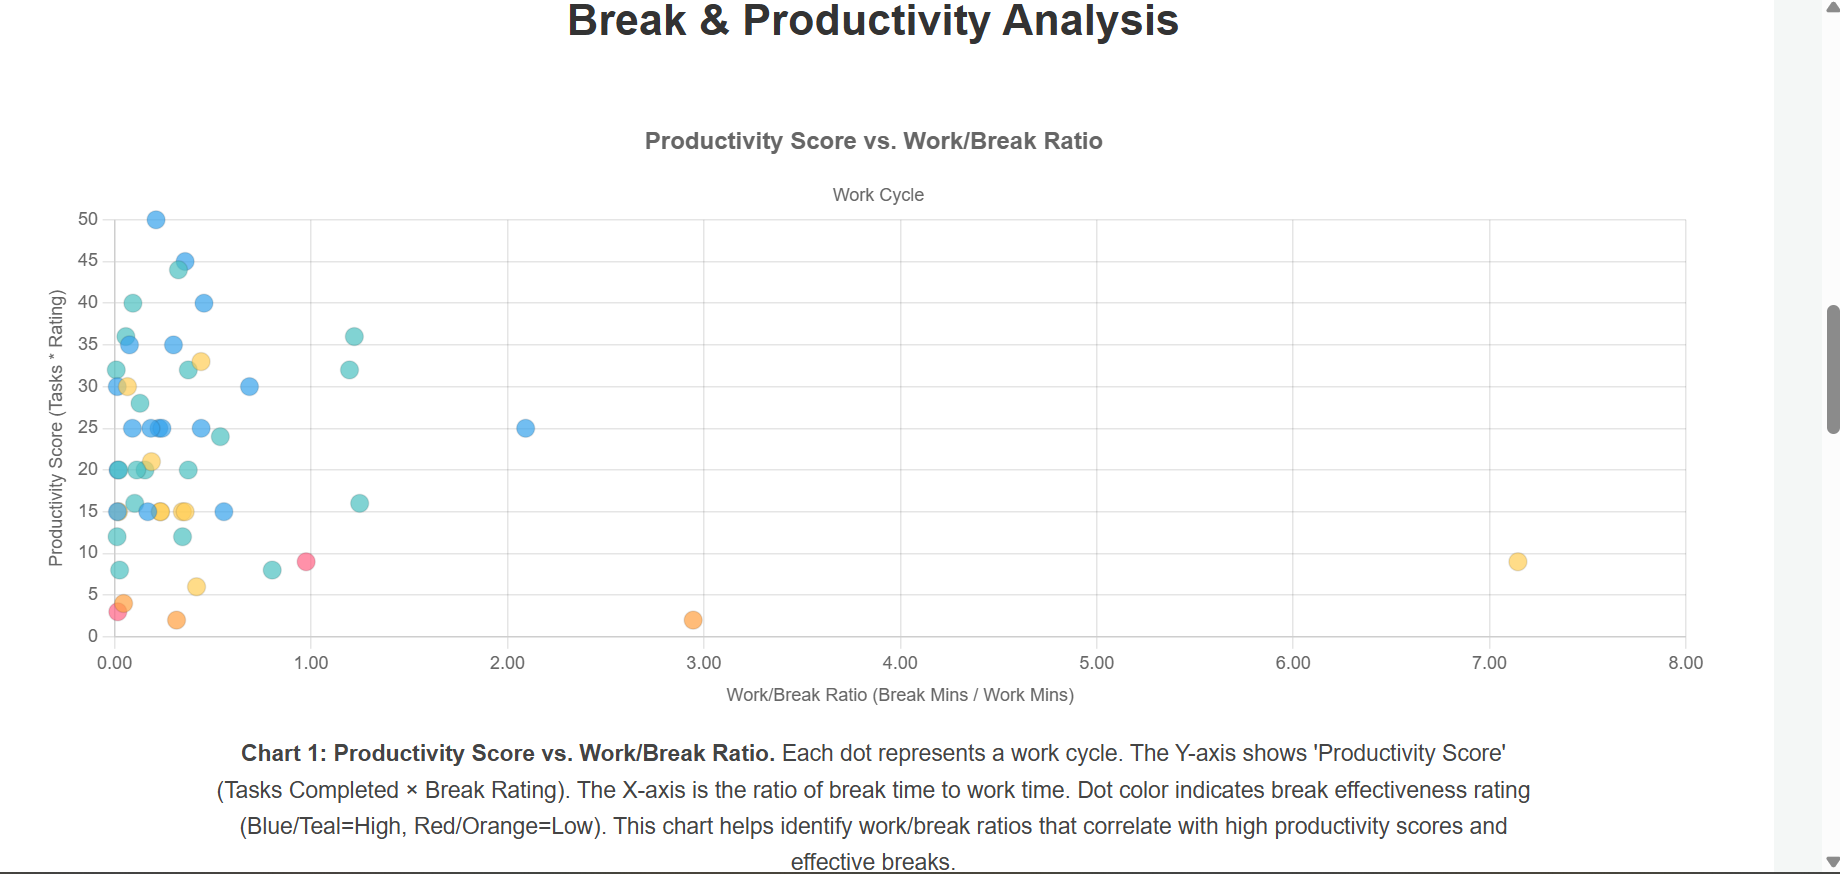 Break & Productivity Analysis
Productivity Score vs. Work/Break Ratio
Work Cycle
Productivity Score (Tasks * Rating)
50
45
40
35
30
25
20
15
10
5
0
0.00 1.00 2.00 3.00 4.00 5.00 6.00 7.00 8.00
Work/Break Ratio (Break Mins / Work Mins)
Chart 1: Productivity Score vs. Work/Break Ratio. Each dot represents a work cycle. The Y-axis shows 'Productivity Score'
(Tasks Completed × Break Rating). The X-axis is the ratio of break time to work time. Dot color indicates break effectiveness rating
(Blue/Teal=High, Red/Orange=Low). This chart helps identify work/break ratios that correlate with high productivity scores and
effective breaks.